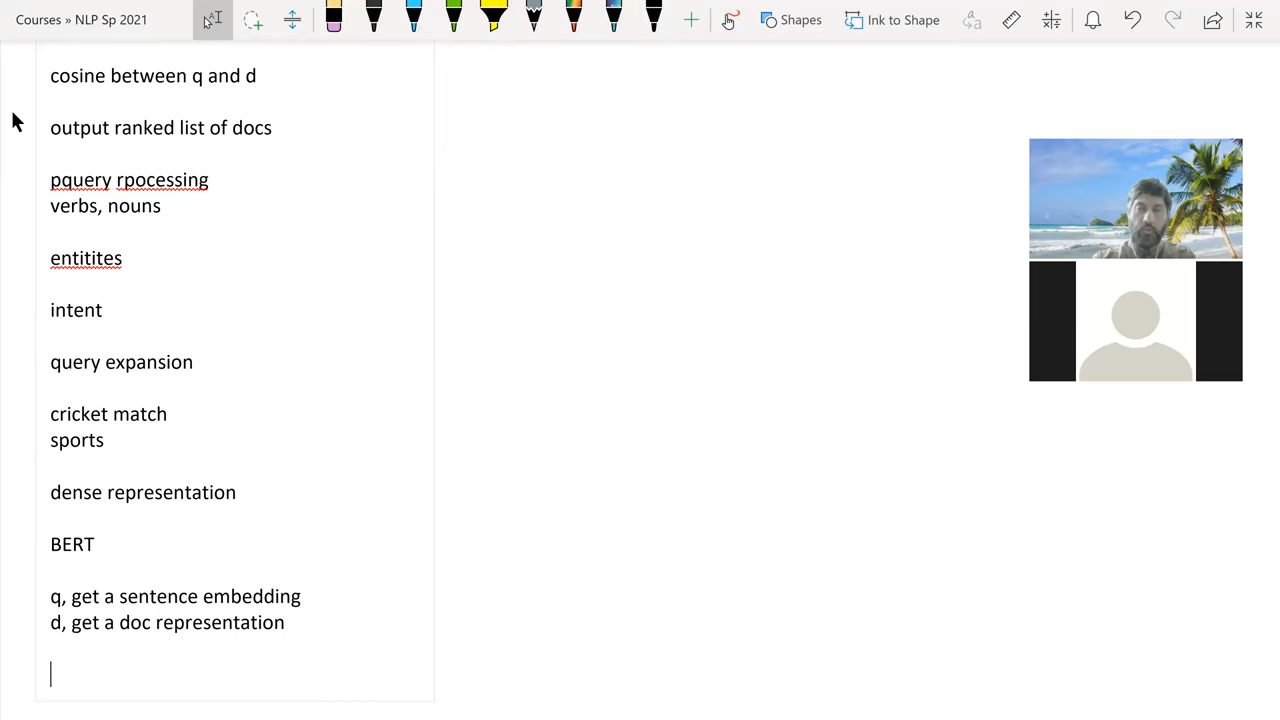 Courses » NLP Sp 2021
Shapes
Ink to Shape
cosine between q and d
output ranked list of docs
pquery rpocessing
verbs, nouns
entitites
intent
query expansion
cricket match
sports
dense representation
BERT
q, get a sentence embedding
d, get a doc representation